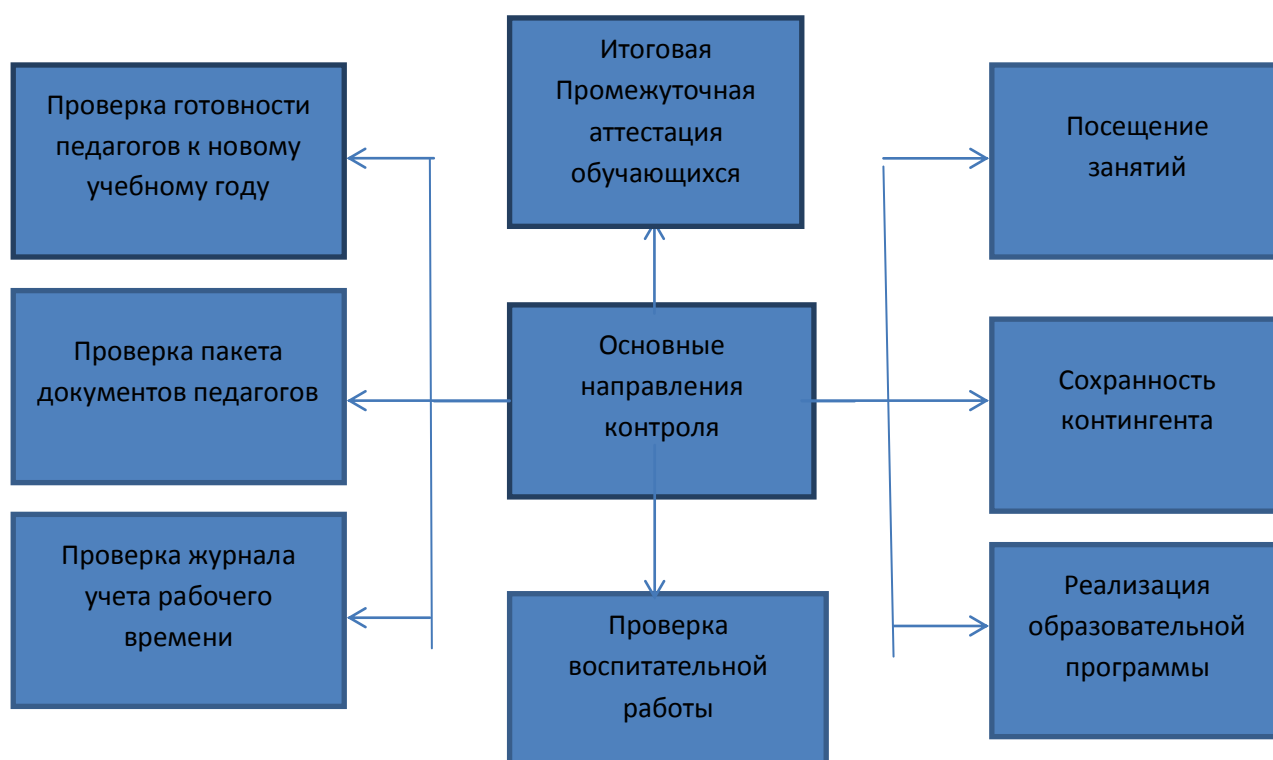 Итоговая
Промежуточная
аттестация
обучающихся
Проверка готовности
педагогов к новому
учебному году
Посещение
занятий
Проверка пакета
документов педагогов
Основные
направления
контроля
Сохранность
контингента
Проверка журнала
учета рабочего
времени
Проверка
воспитательной
работы
Реализация
образовательной
программы